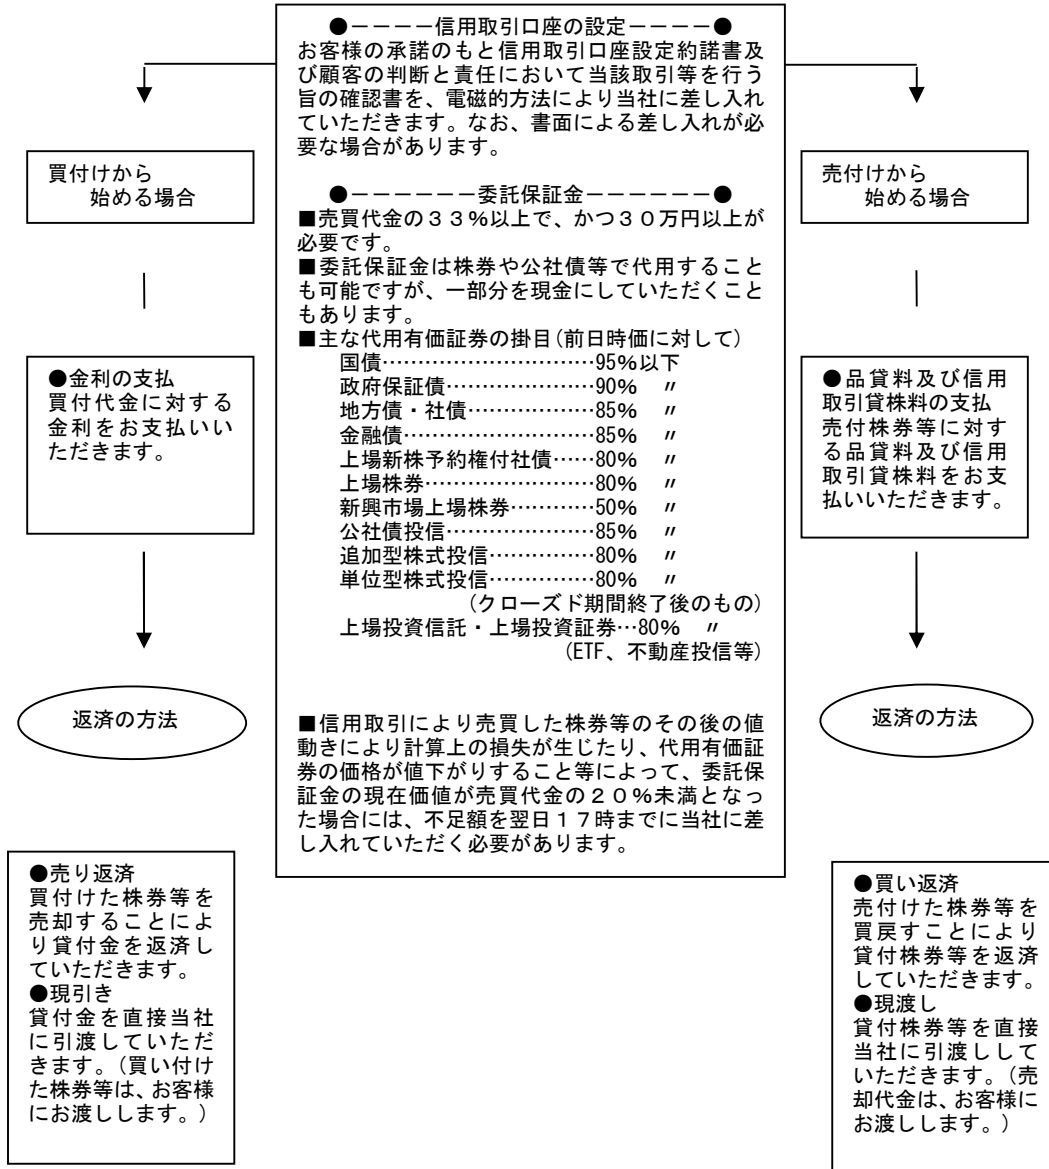 ●－－－－信用取引口座の設定－－－－●
お客様の承諾のもと信用取引口座設定約諾書及
び顧客の判断と責任において当該取引等を行う
旨の確認書を、電磁的方法により当社に差し入れ
ていただきます。なお、書面による差し入れが必
要な場合があります。
●－－－－－－委託保証金－－－－－－●
■売買代金の３３％以上で、かつ３０万円以上が
必要です。
■委託保証金は株券や公社債等で代用すること
も可能ですが、一部分を現金にしていただくこと
もあります。
■主な代用有価証券の掛目(前日時価に対して)
国債…………………………95%以下
政府保証債…………………90%　〃
地方債・社債………………85%　〃
金融債………………………85%　〃
上場新株予約権付社債……80%　〃
上場株券……………………80%　〃
新興市場上場株券…………50%　〃
公社債投信…………………85%　〃
追加型株式投信……………80%　〃
単位型株式投信……………80%　〃
(クローズド期間終了後のもの)
上場投資信託・上場投資証券…80%　〃
(ETF、不動産投信等)
■信用取引により売買した株券等のその後の値
動きにより計算上の損失が生じたり、代用有価証
券の価格が値下がりすること等によって、委託保
証金の現在価値が売買代金の２０％未満となっ
た場合には、不足額を翌日１７時までに当社に差
し入れていただく必要があります。
買付けから
始める場合
●金利の支払
買付代金に対する
金利をお支払いい
ただきます。
返済の方法
●売り返済
買付けた株券等を
売却することによ
り貸付金を返済し
ていただきます。
●現引き
貸付金を直接当社
に引渡していただ
きます。（買い付け
た株券等は、お客様
にお渡しします。）
売付けから
始める場合
●品貸料及び信用
取引貸株料の支払
売付株券等に対す
る品貸料及び信用
取引貸株料をお支
払いいただきます。
返済の方法
●買い返済
売付けた株券等を
買戻すことにより
貸付株券等を返済
していただきます。
●現渡し
貸付株券等を直接
当社に引渡しして
いただきます。（売
却代金は、お客様に
お渡しします。）